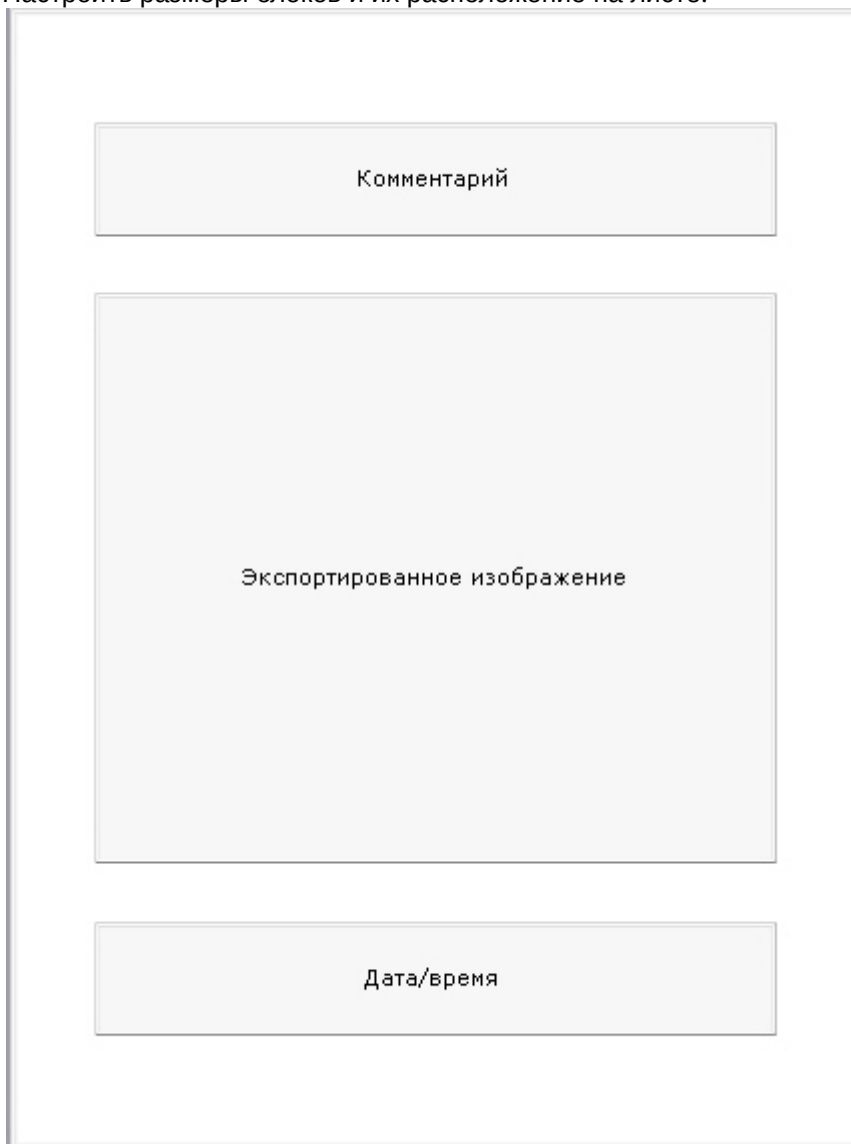 Настроить размеры блоков и их расположение на листе.
Комментарий
Экспортированное изображение
Дата/время